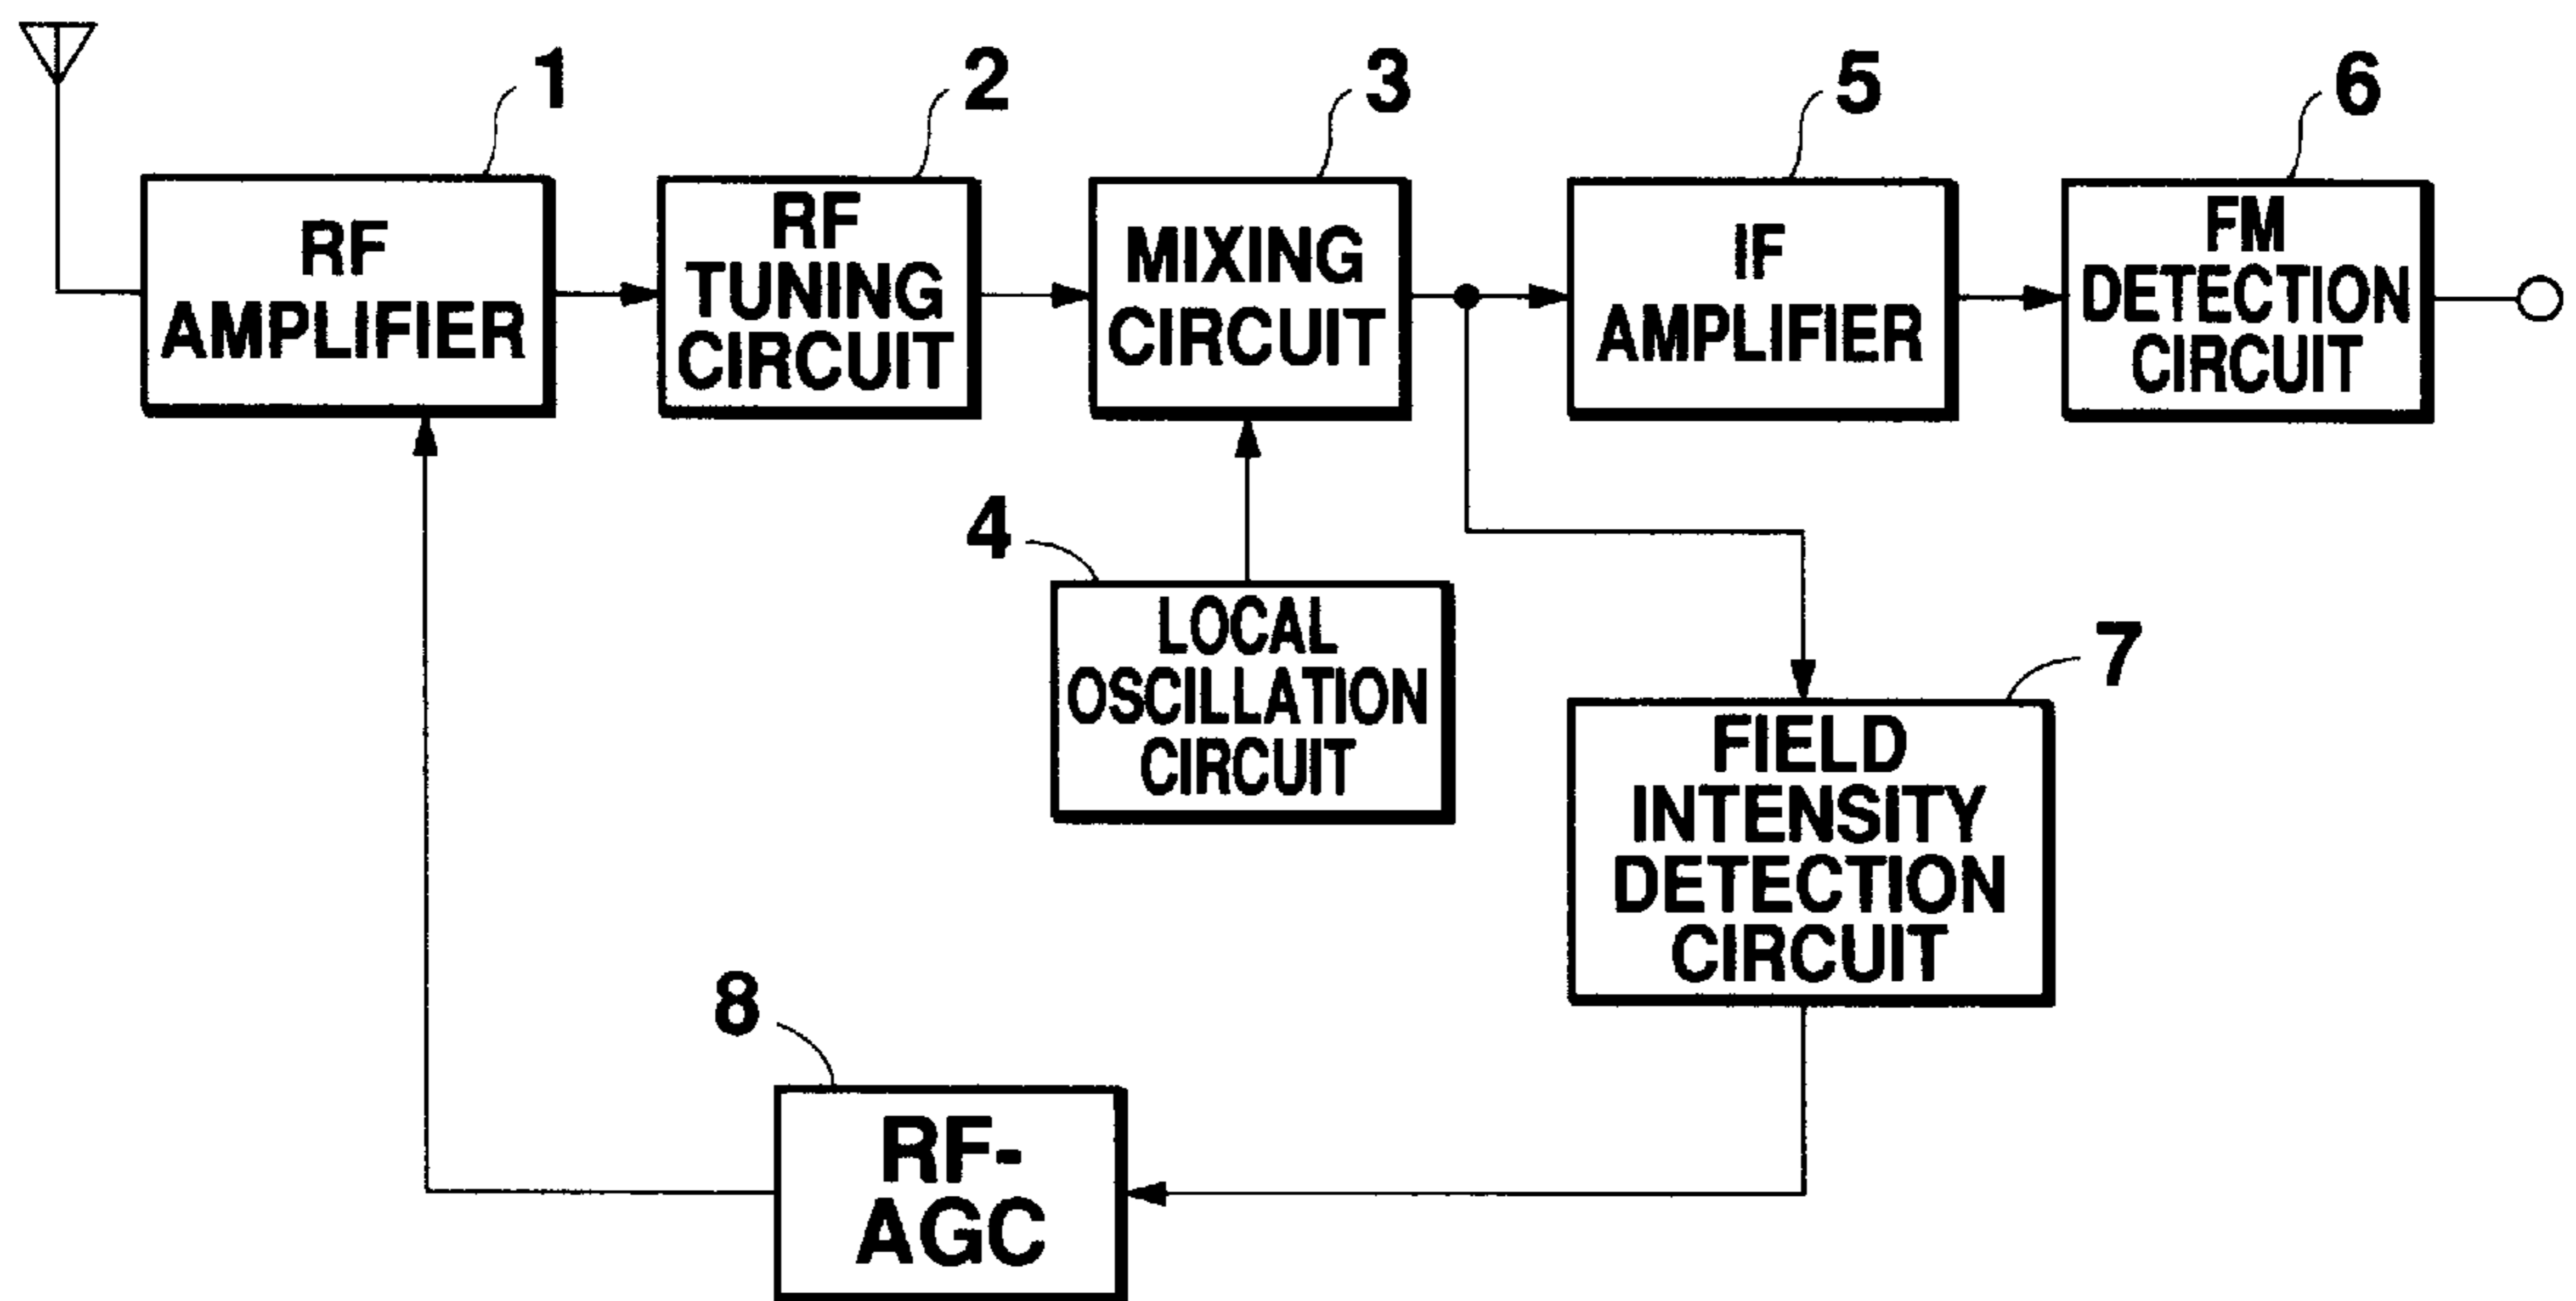 1
RF
AMPLIFIER
2
RF
TUNING
CIRCUIT
3
MIXING
CIRCUIT
5
IF
AMPLIFIER
6
FM
DETECTION
CIRCUIT
4
LOCAL
OSCILLATION
CIRCUIT
7
FIELD
INTENSITY
DETECTION
CIRCUIT
8
RF-
AGC